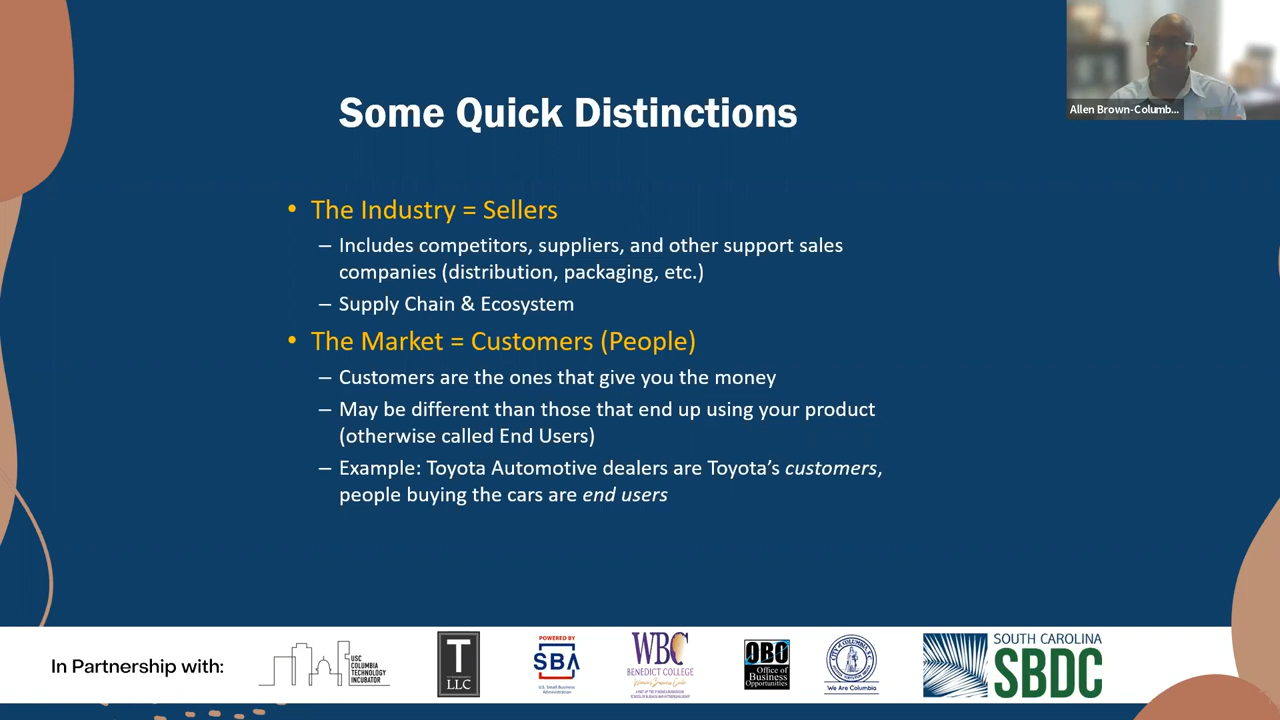 Allen Brown-Columb...
Some Quick Distinctions
• The Industry = Sellers
– Includes competitors, suppliers, and other support sales
companies (distribution, packaging, etc.)
– Supply Chain & Ecosystem
• The Market = Customers (People)
– Customers are the ones that give you the money
– May be different than those that end up using your product
(otherwise called End Users)
– Example: Toyota Automotive dealers are Toyota's customers,
people buying the cars are end users
In Partnership with:
USC
COLUMBIA
TECHNOLOGY
INCUBATOR
T
LLC
POWERED BY
SBA
U.S. Small Business
Administration
WBC
BENEDICT COLLEGE
Women's Business Center
OBO
Office of
Business
Opportunities
We Are Columbia
SOUTH CAROLINA
SBDC